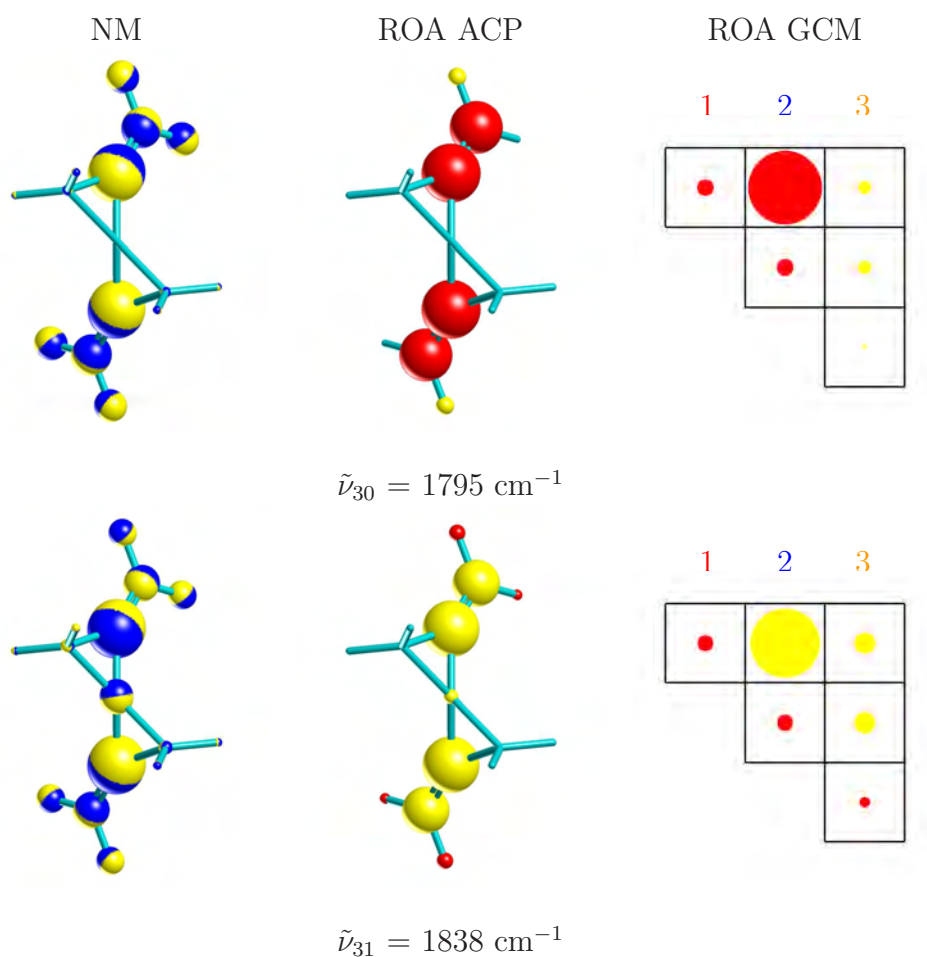 NM ROA ACP ROA GCM
1 2 3
ν̃₃₀ = 1795 cm⁻¹
1 2 3
ν̃₃₁ = 1838 cm⁻¹